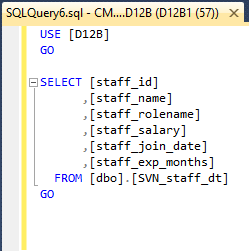 SQLQuery6.sql - CM....D12B (D12B1 (57))*
USE [D12B]
GO
SELECT [staff_id]
,[staff_name]
,[staff_rolename]
,[staff_salary]
,[staff_join_date]
,[staff_exp_months]
FROM [dbo].[SVN_staff_dt]
GO